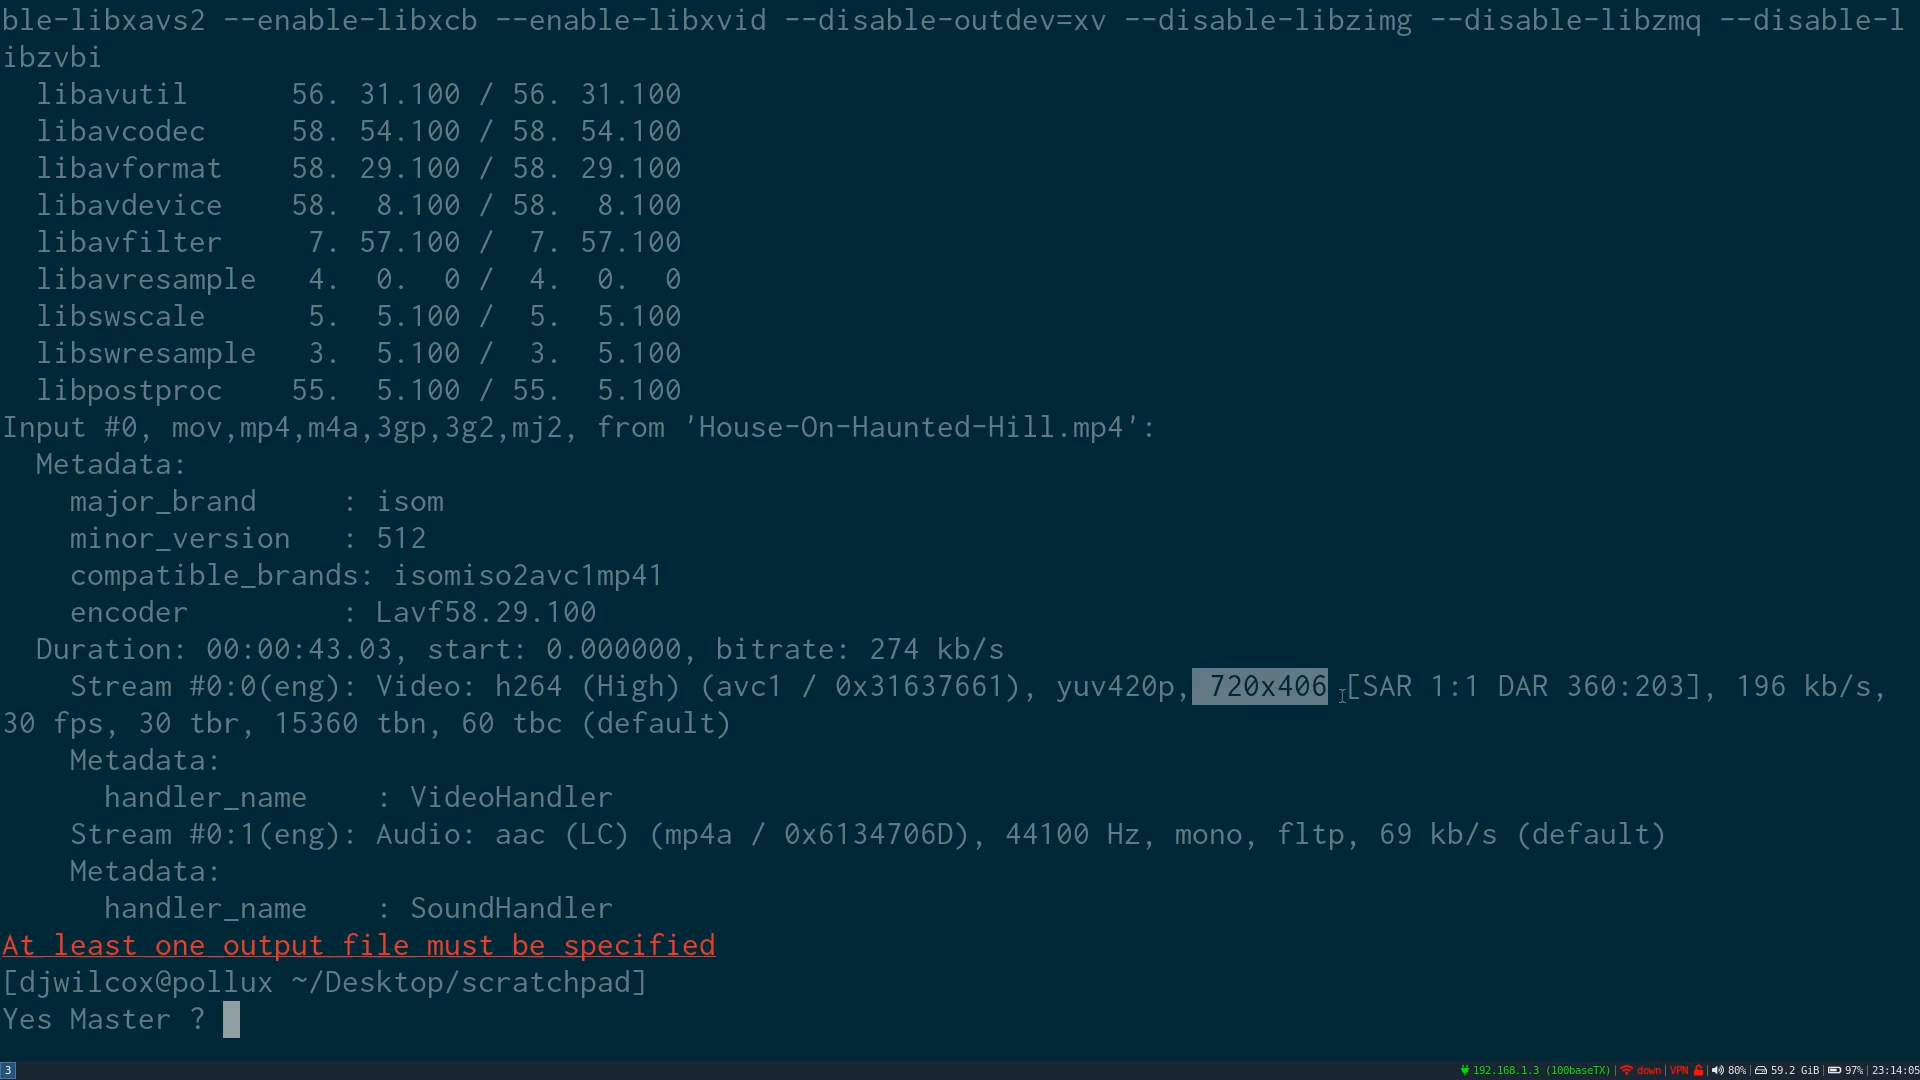 ble-libxavs2 --enable-libxcb --enable-libxvid --disable-outdev=xv --disable-libzimg --disable-libzmq --disable-l
ibzvbi
  libavutil      56. 31.100 / 56. 31.100
  libavcodec     58. 54.100 / 58. 54.100
  libavformat    58. 29.100 / 58. 29.100
  libavdevice    58.  8.100 / 58.  8.100
  libavfilter     7. 57.100 /  7. 57.100
  libavresample   4.  0.  0 /  4.  0.  0
  libswscale      5.  5.100 /  5.  5.100
  libswresample   3.  5.100 /  3.  5.100
  libpostproc    55.  5.100 / 55.  5.100
Input #0, mov,mp4,m4a,3gp,3g2,mj2, from 'House-On-Haunted-Hill.mp4':
  Metadata:
    major_brand     : isom
    minor_version   : 512
    compatible_brands: isomiso2avc1mp41
    encoder         : Lavf58.29.100
  Duration: 00:00:43.03, start: 0.000000, bitrate: 274 kb/s
    Stream #0:0(eng): Video: h264 (High) (avc1 / 0x31637661), yuv420p, 720x406 [SAR 1:1 DAR 360:203], 196 kb/s,
30 fps, 30 tbr, 15360 tbn, 60 tbc (default)
    Metadata:
      handler_name    : VideoHandler
    Stream #0:1(eng): Audio: aac (LC) (mp4a / 0x6134706D), 44100 Hz, mono, fltp, 69 kb/s (default)
    Metadata:
      handler_name    : SoundHandler
At least one output file must be specified
[djwilcox@pollux ~/Desktop/scratchpad]
Yes Master ?
3 192.168.1.3 (100baseTX)| down| VPN | 80%| 59.2 GiB| 97%| 23:14:05